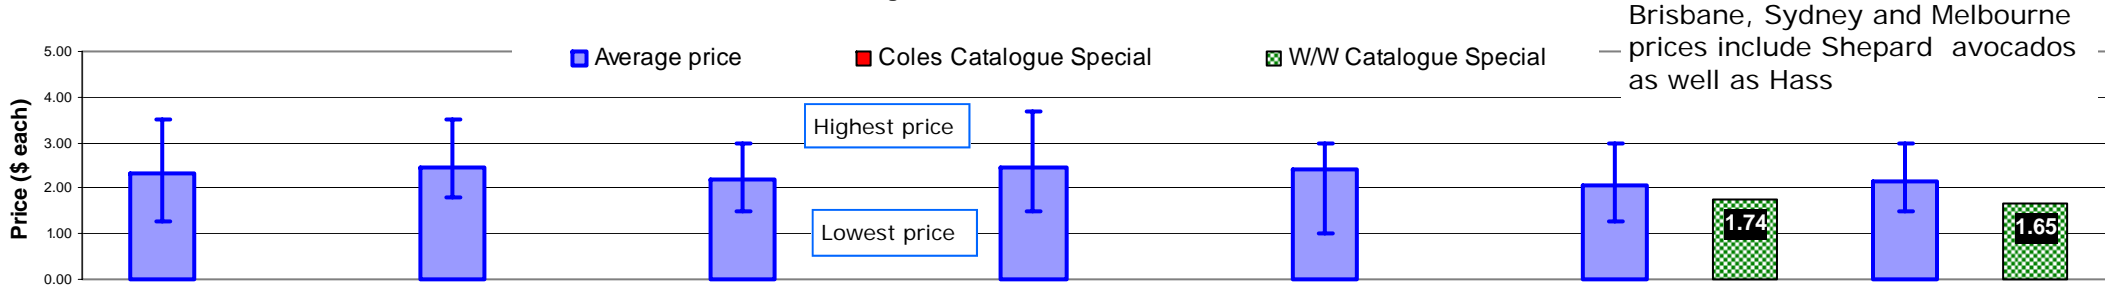 Brisbane, Sydney and Melbourne
prices include Shepard avocados
as well as Hass
Average price
Coles Catalogue Special
W/W Catalogue Special
Price ($ each)
5.00
4.00
3.00
2.00
1.00
0.00
Highest price
Lowest price
1.74
1.65